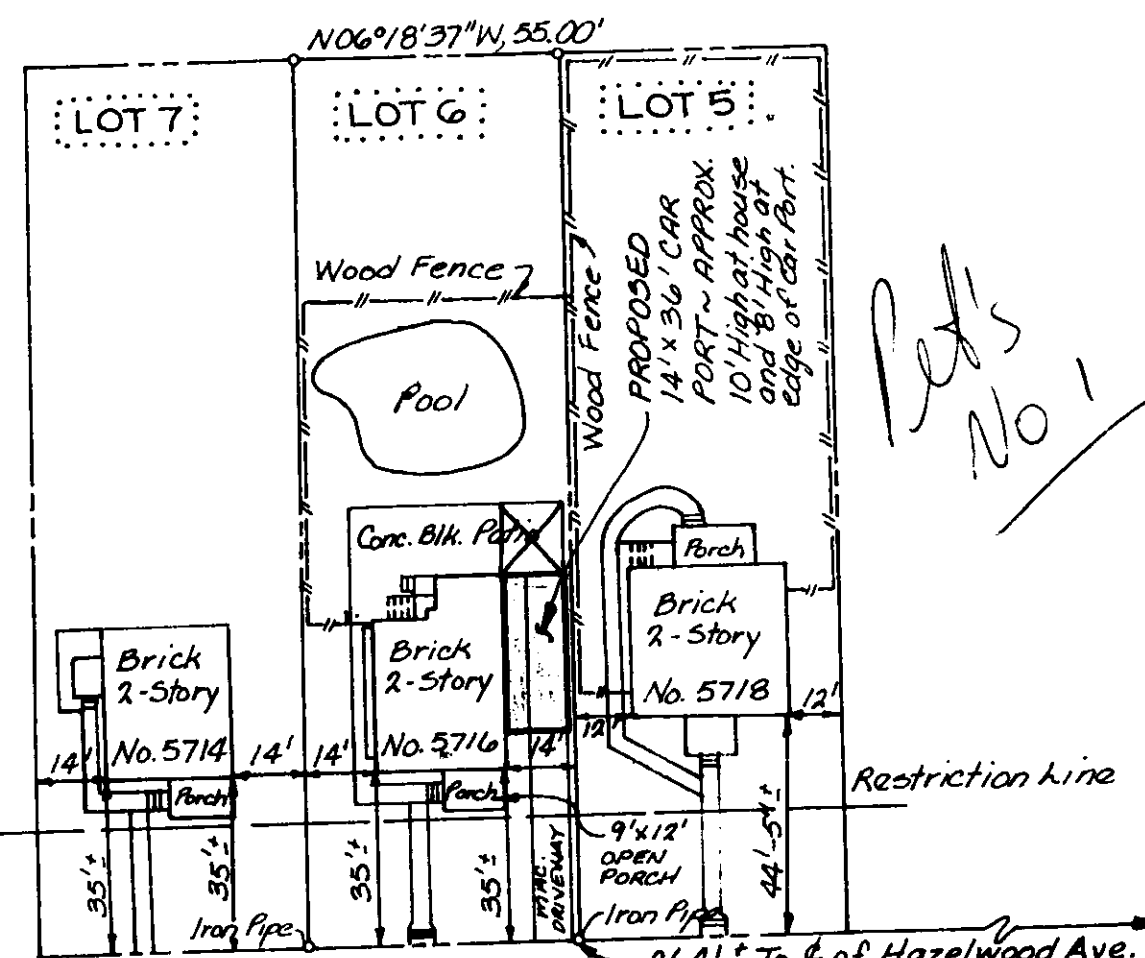 N06°18'37"W, 55.00'
LOT 7
LOT 6
LOT 5
Wood Fence
Wood Fence
PROPOSED
14' x 36' CAR
PORT ~ APPROX.
10' High at house
and 8' High at
edge of Car Port.
Pet's
No 1
Pool
Conc. Blk. Patio
Porch
Brick
2-Story
No. 5714
Brick
2-Story
No. 5716
Brick
2-Story
No. 5718
14'
14'
14'
14'
12'
12'
Porch
Porch
Restriction Line
9'x12'
OPEN
PORCH
MAC.
DRIVEWAY
35'±
35'±
35'±
35'±
44'-5"±
Iron Pipe
Iron Pipe
To ℄ of Hazelwood Ave.